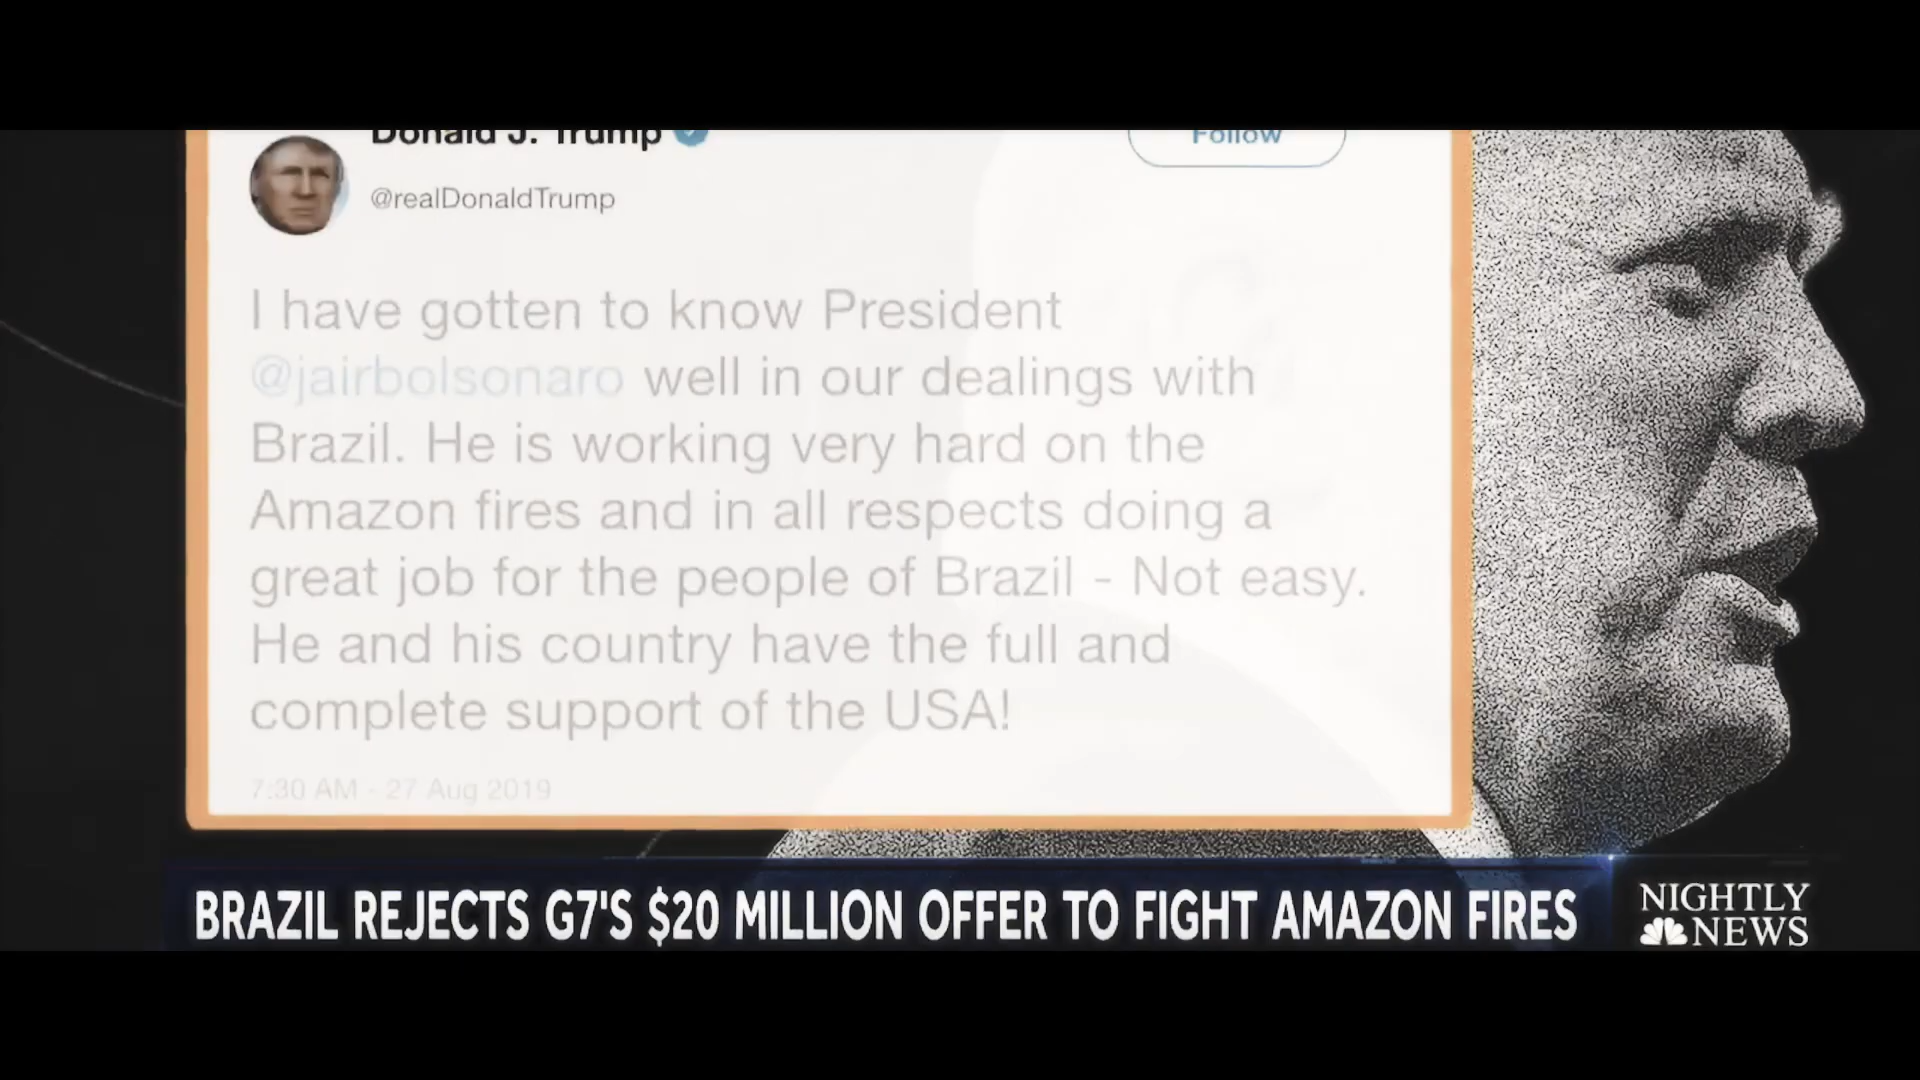 Donald J. Trump
Follow
@realDonaldTrump
I have gotten to know President
@jairbolsonaro well in our dealings with
Brazil. He is working very hard on the
Amazon fires and in all respects doing a
great job for the people of Brazil - Not easy.
He and his country have the full and
complete support of the USA!
7:30 AM - 27 Aug 2019
BRAZIL REJECTS G7'S $20 MILLION OFFER TO FIGHT AMAZON FIRES
NIGHTLY
NEWS